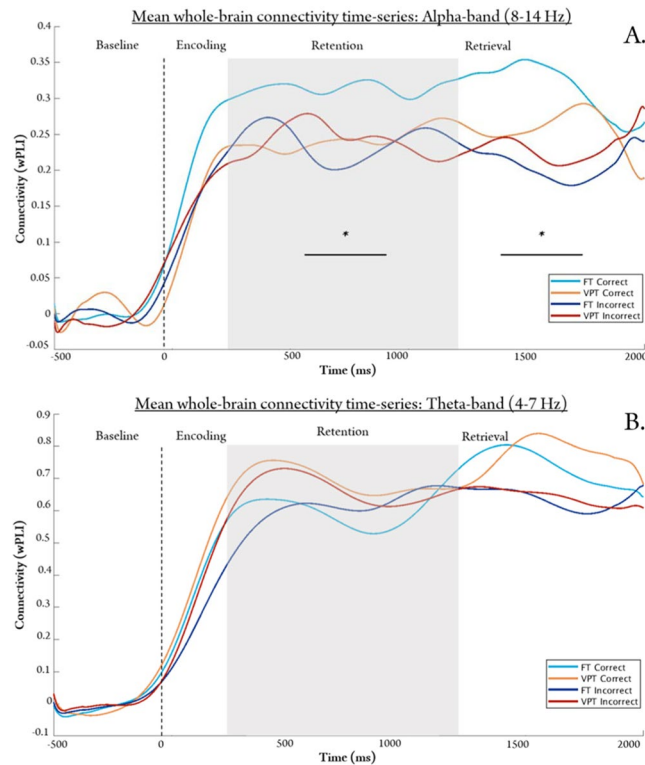 Mean whole-brain connectivity time-series: Alpha-band (8-14 Hz)
A.
Baseline
Encoding
Retention
Retrieval
Connectivity (wPLI)
0.4
0.35
0.3
0.25
0.2
0.15
0.1
0.05
0
-0.05
*
*
FT Correct
VPT Correct
FT Incorrect
VPT Incorrect
-500
0
500
1000
1500
2000
Time (ms)
Mean whole-brain connectivity time-series: Theta-band (4-7 Hz)
B.
Baseline
Encoding
Retention
Retrieval
Connectivity (wPLI)
0.9
0.8
0.7
0.6
0.5
0.4
0.3
0.2
0.1
0
-0.1
FT Correct
VPT Correct
FT Incorrect
VPT Incorrect
-500
0
500
1000
1500
2000
Time (ms)